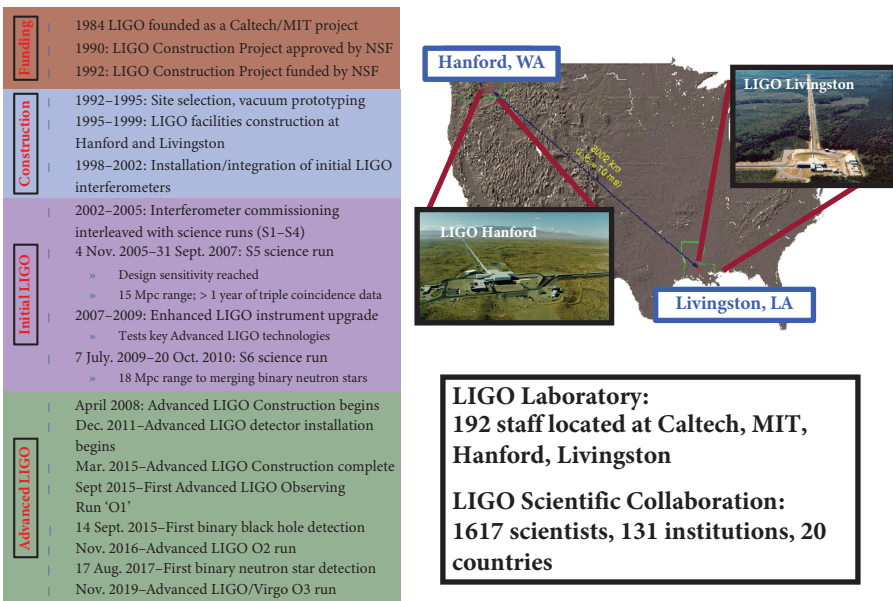 Funding
1984 LIGO founded as a Caltech/MIT project
1990: LIGO Construction Project approved by NSF
1992: LIGO Construction Project funded by NSF
Construction
1992–1995: Site selection, vacuum prototyping
1995–1999: LIGO facilities construction at
Hanford and Livingston
1998–2002: Installation/integration of initial LIGO
interferometers
Initial LIGO
2002–2005: Interferometer commissioning
interleaved with science runs (S1–S4)
4 Nov. 2005–31 Sept. 2007: S5 science run
» Design sensitivity reached
» 15 Mpc range; > 1 year of triple coincidence data
2007–2009: Enhanced LIGO instrument upgrade
» Tests key Advanced LIGO technologies
7 July. 2009–20 Oct. 2010: S6 science run
» 18 Mpc range to merging binary neutron stars
Advanced LIGO
April 2008: Advanced LIGO Construction begins
Dec. 2011–Advanced LIGO detector installation
begins
Mar. 2015–Advanced LIGO Construction complete
Sept 2015–First Advanced LIGO Observing
Run ‘O1’
14 Sept. 2015–First binary black hole detection
Nov. 2016–Advanced LIGO O2 run
17 Aug. 2017–First binary neutron star detection
Nov. 2019–Advanced LIGO/Virgo O3 run
Hanford, WA
LIGO Livingston
3002 km
= 10 ms)
LIGO Hanford
Livingston, LA
LIGO Laboratory:
192 staff located at Caltech, MIT,
Hanford, Livingston
LIGO Scientific Collaboration:
1617 scientists, 131 institutions, 20
countries